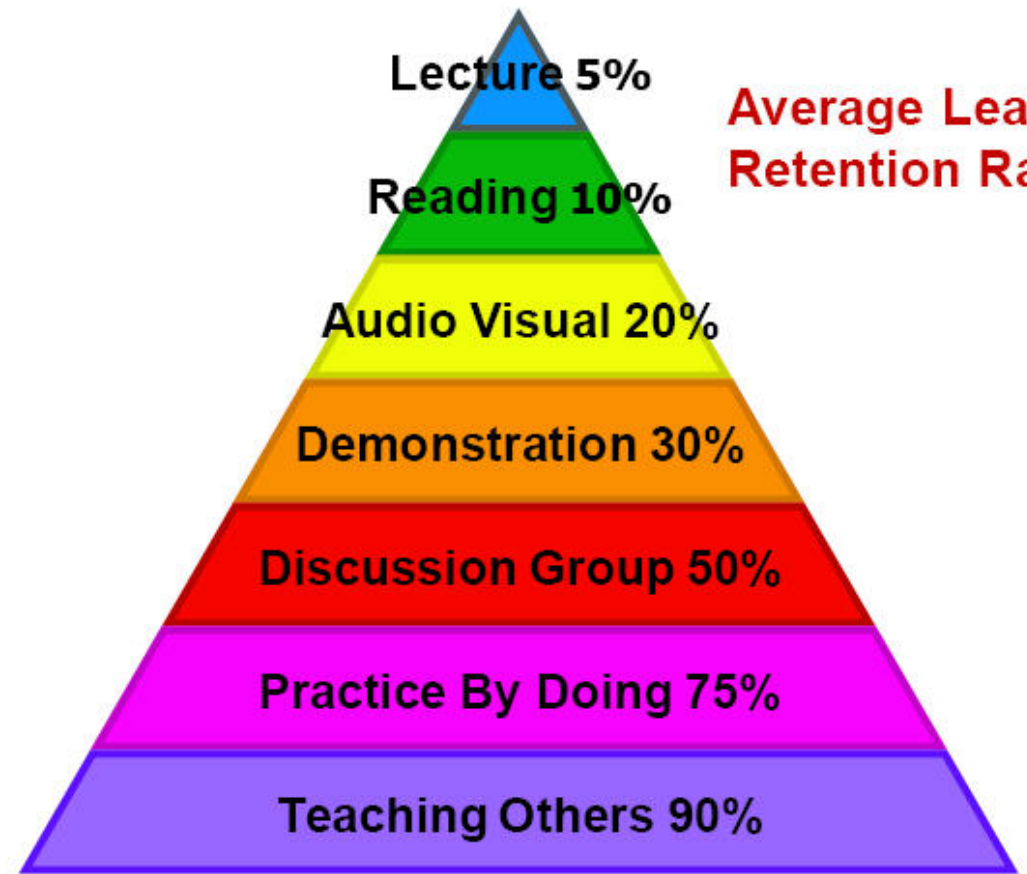 Lecture 5%
Average Lea
Retention Ra
Reading 10%
Audio Visual 20%
Demonstration 30%
Discussion Group 50%
Practice By Doing 75%
Teaching Others 90%